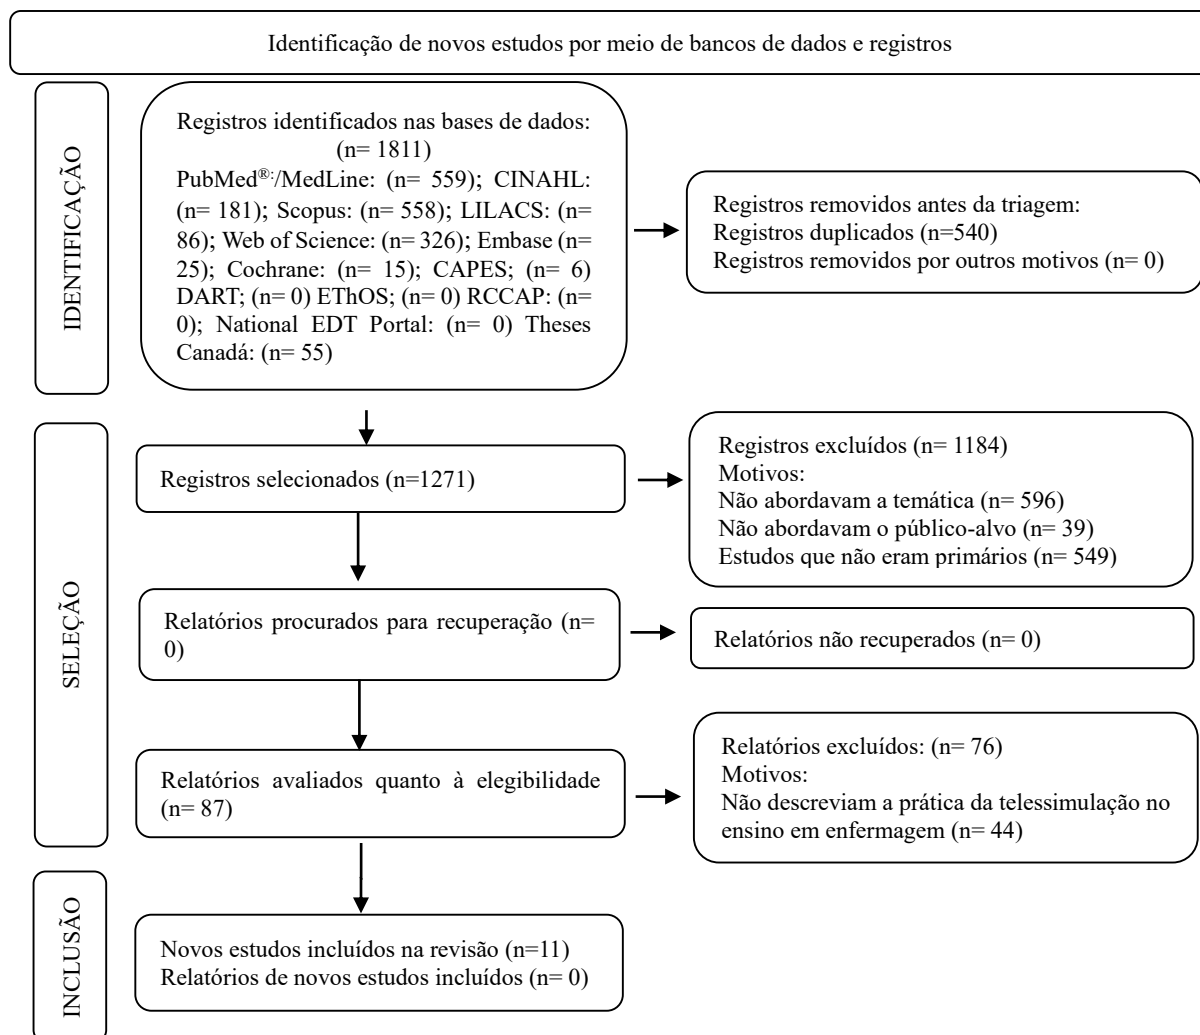 Identificação de novos estudos por meio de bancos de dados e registros
IDENTIFICAÇÃO
Registros identificados nas bases de dados:
(n= 1811)
PubMed®:/MedLine: (n= 559); CINAHL:
(n= 181); Scopus: (n= 558); LILACS: (n=
86); Web of Science: (n= 326); Embase (n=
25); Cochrane: (n= 15); CAPES; (n= 6)
DART; (n= 0) EThOS; (n= 0) RCCAP: (n=
0); National EDT Portal: (n= 0) Theses
Canadá: (n= 55)
Registros removidos antes da triagem:
Registros duplicados (n=540)
Registros removidos por outros motivos (n= 0)
SELEÇÃO
Registros selecionados (n=1271)
Registros excluídos (n= 1184)
Motivos:
Não abordavam a temática (n= 596)
Não abordavam o público-alvo (n= 39)
Estudos que não eram primários (n= 549)
Relatórios procurados para recuperação (n=
0)
Relatórios não recuperados (n= 0)
Relatórios avaliados quanto à elegibilidade
(n= 87)
Relatórios excluídos: (n= 76)
Motivos:
Não descreviam a prática da telessimulação no
ensino em enfermagem (n= 44)
INCLUSÃO
Novos estudos incluídos na revisão (n=11)
Relatórios de novos estudos incluídos (n= 0)